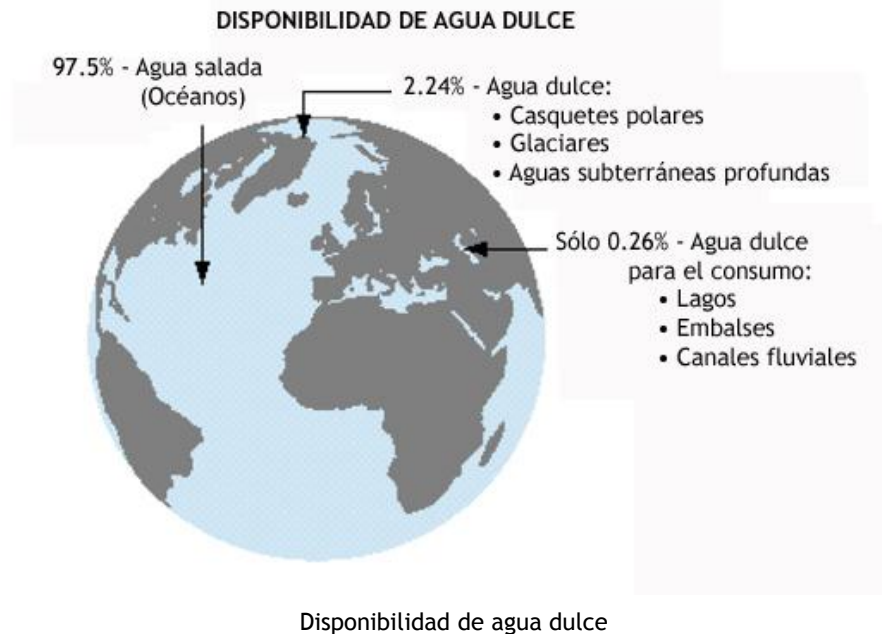 DISPONIBILIDAD DE AGUA DULCE
97.5% - Agua salada
(Océanos)
2.24% - Agua dulce:
• Casquetes polares
• Glaciares
• Aguas subterráneas profundas
Sólo 0.26% - Agua dulce
para el consumo:
• Lagos
• Embalses
• Canales fluviales
Disponibilidad de agua dulce